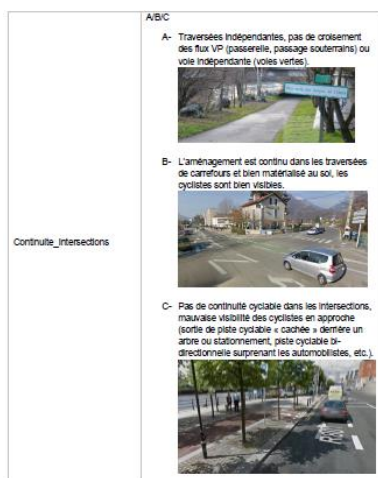 A/B/C
A- Traversées indépendantes, pas de croisement
des flux VP (passerelle, passage souterrains) ou
voie indépendante (voies vertes).
B- L'aménagement est continu dans les traversées
de carrefours et bien matérialisé au sol, les
cyclistes sont bien visibles.
Continuite_Intersections
C- Pas de continuité cyclable dans les intersections,
mauvaise visibilité des cyclistes en approche
(sortie de piste cyclable « cachée » derrière un
arbre ou stationnement, piste cyclable bi-
directionnelle surprenant les automobilistes, etc.).